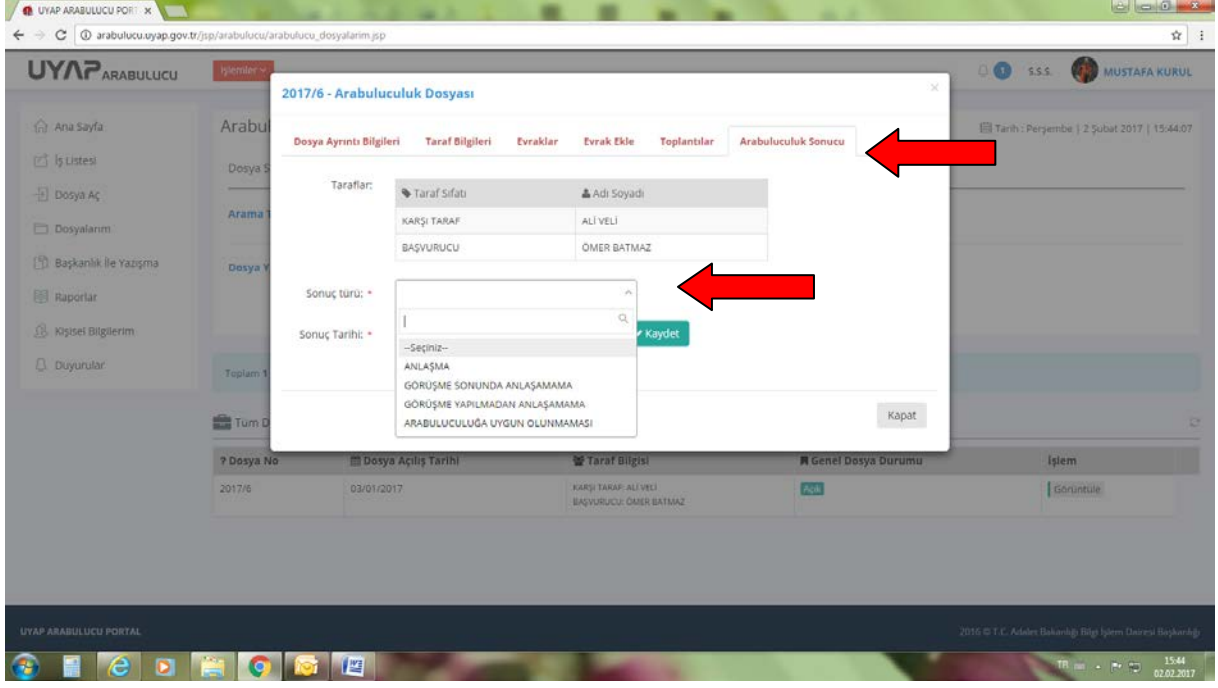 UYAP ARABULUCU PORT
arabulucu.uyap.gov.tr/jsp/arabulucu/arabulucu_dosyalarim.jsp
UYAP ARABULUCU
İşlemler
1
S.S.S.
MUSTAFA KURUL
Ana Sayfa
İş Listesi
Dosya Aç
Dosyalarım
Başkanlık İle Yazışma
Raporlar
Kişisel Bilgilerim
Duyurular
Arabul
Tarih : Perşembe | 2 Şubat 2017 | 15:44:07
Dosya S
Arama T
Dosya Y
Toplam 1
Tüm D
2017/6 - Arabuluculuk Dosyası
×
Dosya Ayrıntı Bilgileri Taraf Bilgileri Evraklar Evrak Ekle Toplantılar Arabuluculuk Sonucu
Taraflar:
Taraf Sıfatı Adı Soyadı
KARŞI TARAF ALİ VELİ
BAŞVURUCU ÖMER BATMAZ
Sonuç türü: *
Sonuç Tarihi: *
Kaydet
--Seçiniz--
ANLAŞMA
GÖRÜŞME SONUNDA ANLAŞAMAMA
GÖRÜŞME YAPILMADAN ANLAŞAMAMA
ARABULUCULUĞA UYGUN OLUNMAMASI
Kapat
? Dosya No Dosya Açılış Tarihi Taraf Bilgisi Genel Dosya Durumu İşlem
2017/6 03/01/2017 KARŞI TARAF: ALİ VELİ Açık Görüntüle
BAŞVURUCU: ÖMER BATMAZ
UYAP ARABULUCU PORTAL
2016 © T.C. Adalet Bakanlığı Bilgi İşlem Dairesi Başkanlığı
TR
15:44
02.02.2017